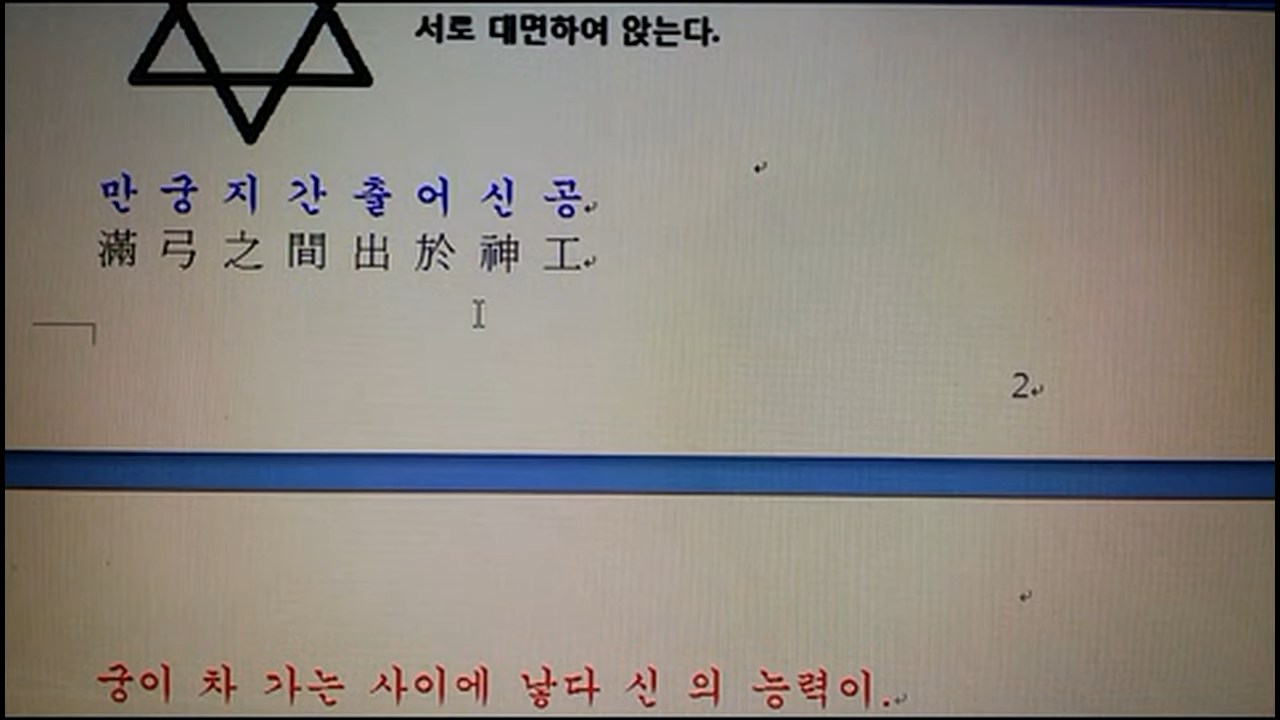 서로 대면하여 앉는다.
만 궁 지 간 출 어 신 공
滿 弓 之 間 出 於 神 工
2
궁이 차 가는 사이에 낳다 신 의 능력이.